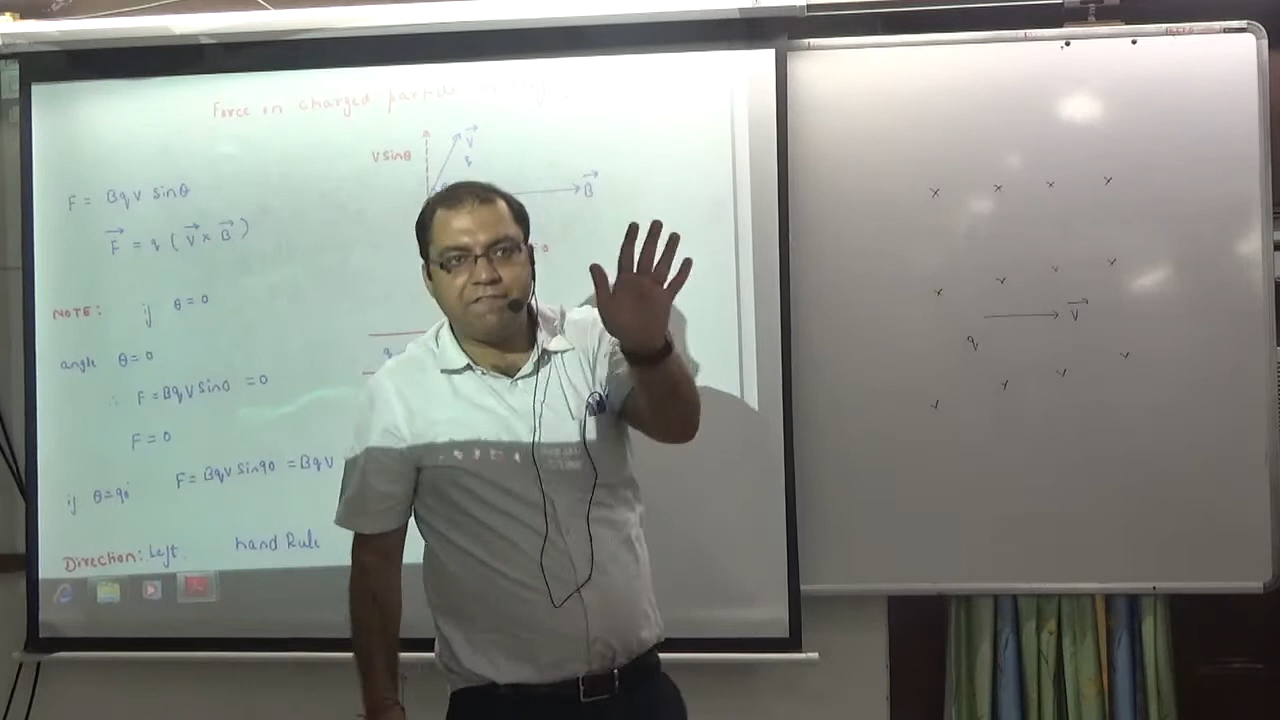 Force on charged particle
V sinθ
V
q
B
F = BqV sinθ
F = q ( V × B )
NOTE: if θ = 0
angle θ = 0
∴ F = BqV sinθ = 0
F = 0
if θ = 90 F = BqV sin90 = BqV
Direction: Left hand Rule
x x x x
x x x x
V
q
x x x x